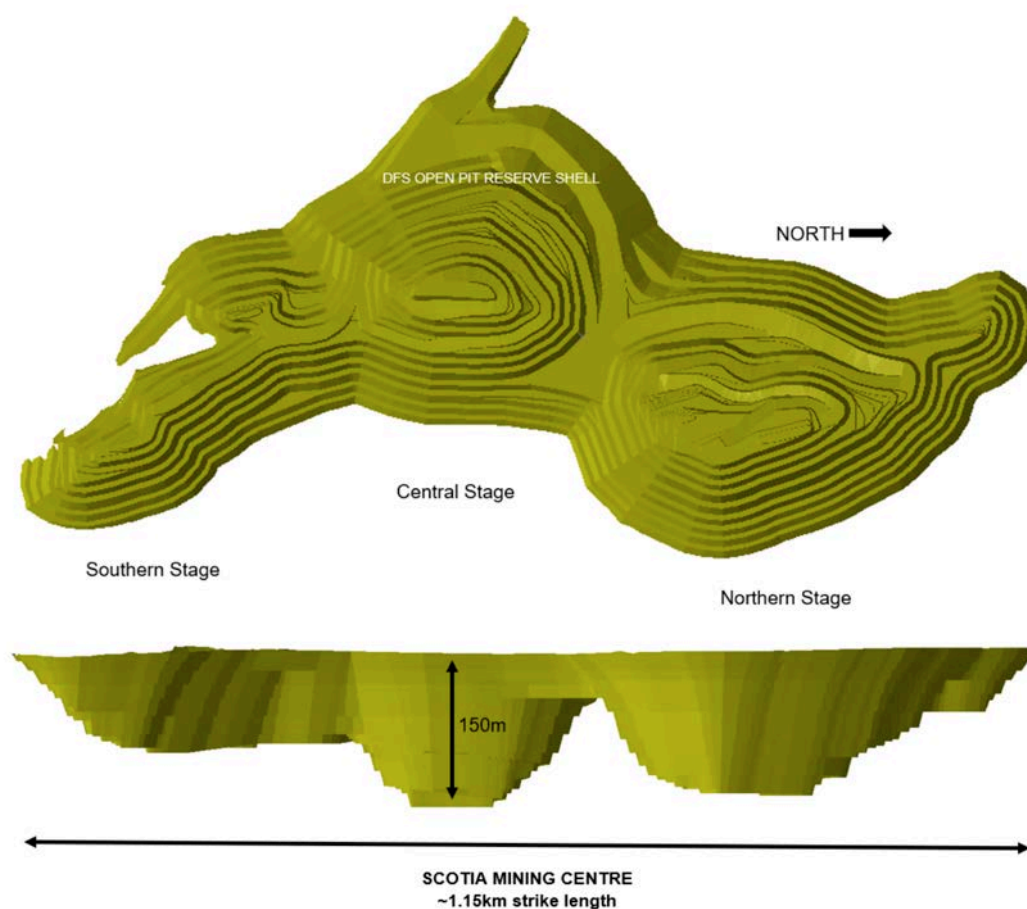 DFS OPEN PIT RESERVE SHELL
NORTH
Central Stage
Southern Stage
Northern Stage
150m
SCOTIA MINING CENTRE
~1.15km strike length